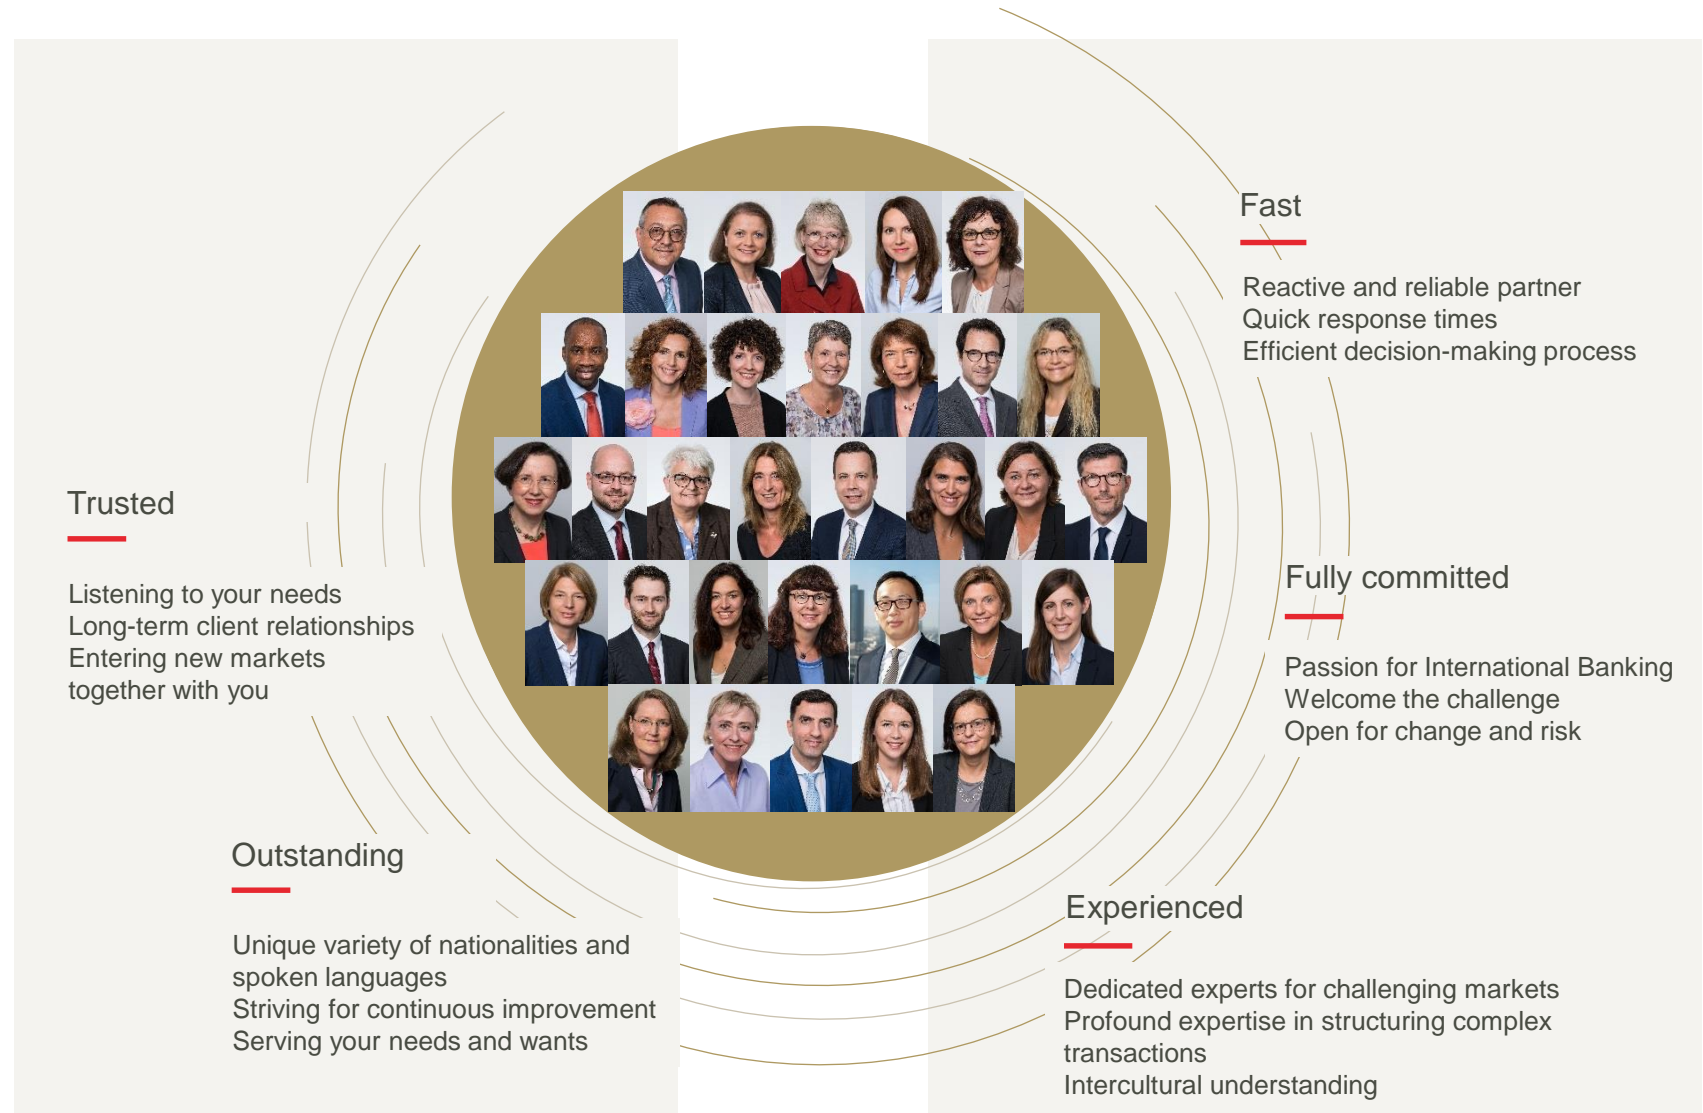 Fast
Reactive and reliable partner
Quick response times
Efficient decision-making process
Trusted
Listening to your needs
Long-term client relationships
Entering new markets
together with you
Fully committed
Passion for International Banking
Welcome the challenge
Open for change and risk
Outstanding
Unique variety of nationalities and
spoken languages
Striving for continuous improvement
Serving your needs and wants
Experienced
Dedicated experts for challenging markets
Profound expertise in structuring complex
transactions
Intercultural understanding